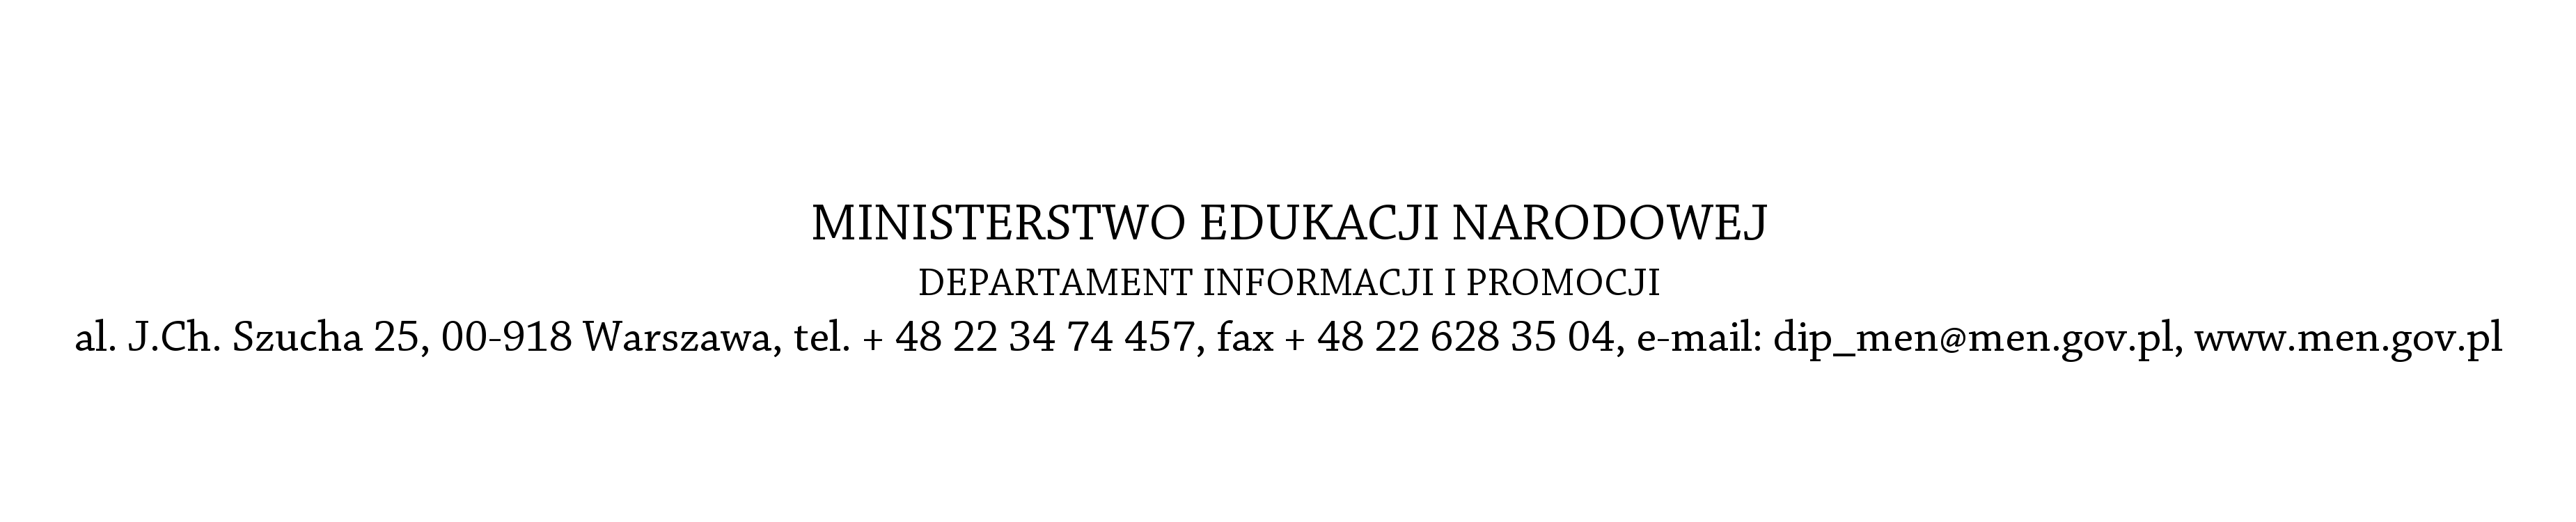 MINISTERSTWO EDUKACJI NARODOWEJ
DEPARTAMENT INFORMACJI I PROMOCJI
al. J.Ch. Szucha 25, 00-918 Warszawa, tel. + 48 22 34 74 457, fax + 48 22 628 35 04, e-mail: dip_men@men.gov.pl, www.men.gov.pl